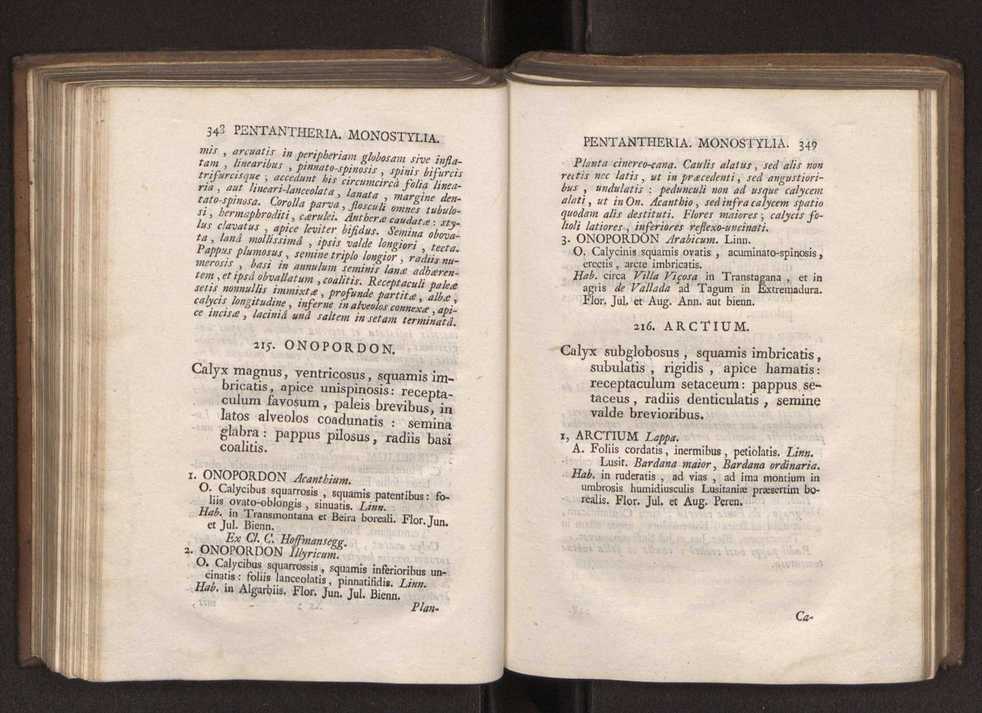 348 PENTANTHERIA. MONOSTYLIA.
mis , arcuatis in peripheriam globosam sive infla-
tam , linearibus , pinnato-spinosis , spinis bifurcis
trifurcisque ; accedunt his circumcircà folia linea-
ria , aut lineari-lanceolata , lanata , margine den-
tato-spinosa. Corolla parva, flosculi omnes tubulo-
si , hermaphroditi, cærulei. Antheræ caudatæ : sty-
lus clavatus , apice leviter bifidus. Semina obova-
ta , lanâ mollissimâ , ipsis valde longiori , tecta.
Pappus plumosus , semine triplo longior , radiis nu-
merosis , basi in annulum seminis lanæ adhæren-
tem , et ipsâ obvallatum , coalitis. Receptaculi paleæ
setis nonnullis immixtæ , profunde partitæ , albæ ,
calycis longitudine , inferne in alveolos connexæ , api-
ce incisæ , laciniâ unâ saltem in setam terminatâ.
215. ONOPORDON.
Calyx magnus, ventricosus, squamis im-
bricatis, apice unispinosis: recepta-
culum favosum, paleis brevibus, in
latos alveolos coadunatis : semina
glabra : pappus pilosus, radiis basi
coalitis.
1. ONOPORDON Acanthium.
O. Calycibus squarrosis , squamis patentibus : fo-
liis ovato-oblongis , sinuatis. Linn.
Hab. in Transmontana et Beira boreali. Flor. Jun.
et Jul. Bienn.
Ex Cl. C. Hoffmansegg.
2. ONOPORDON Illyricum.
O. Calycibus squarrossis , squamis inferioribus un-
cinatis : foliis lanceolatis , pinnatifidis. Linn.
Hab. in Algarbiis. Flor. Jun. Jul. Bienn.
Plan-
PENTANTHERIA. MONOSTYLIA. 349
Planta cinereo-cana. Caulis alatus , sed alis non
rectis nec latis , ut in præcedenti , sed angustiori-
bus , undulatis : pedunculi non ad usque calycem
alati , ut in On. Acanthio , sed infra calycem spatio
quodam alis destituti. Flores maiores ; calycis fo-
lioli latiores , inferiores reflexo-uncinati.
3. ONOPORDON Arabicum. Linn.
O. Calycinis squamis ovatis , acuminato-spinosis ,
erectis , arcte imbricatis.
Hab. circa Villa Viçosa in Transtagana , et in
agris de Vallada ad Tagum in Extremadura.
Flor. Jul. et Aug. Ann. aut bienn.
216. ARCTIUM.
Calyx subglobosus , squamis imbricatis ,
subulatis , rigidis , apice hamatis :
receptaculum setaceum : pappus se-
taceus , radiis denticulatis , semine
valde brevioribus.
1, ARCTIUM Lappa.
A. Foliis cordatis , inermibus , petiolatis. Linn.
Lusit. Bardana maior , Bardana ordinaria.
Hab. in ruderatis , ad vias , ad ima montium in
umbrosis humidiusculis Lusitaniæ præsertim bo-
realis. Flor. Jul. et Aug. Peren.
Ca-